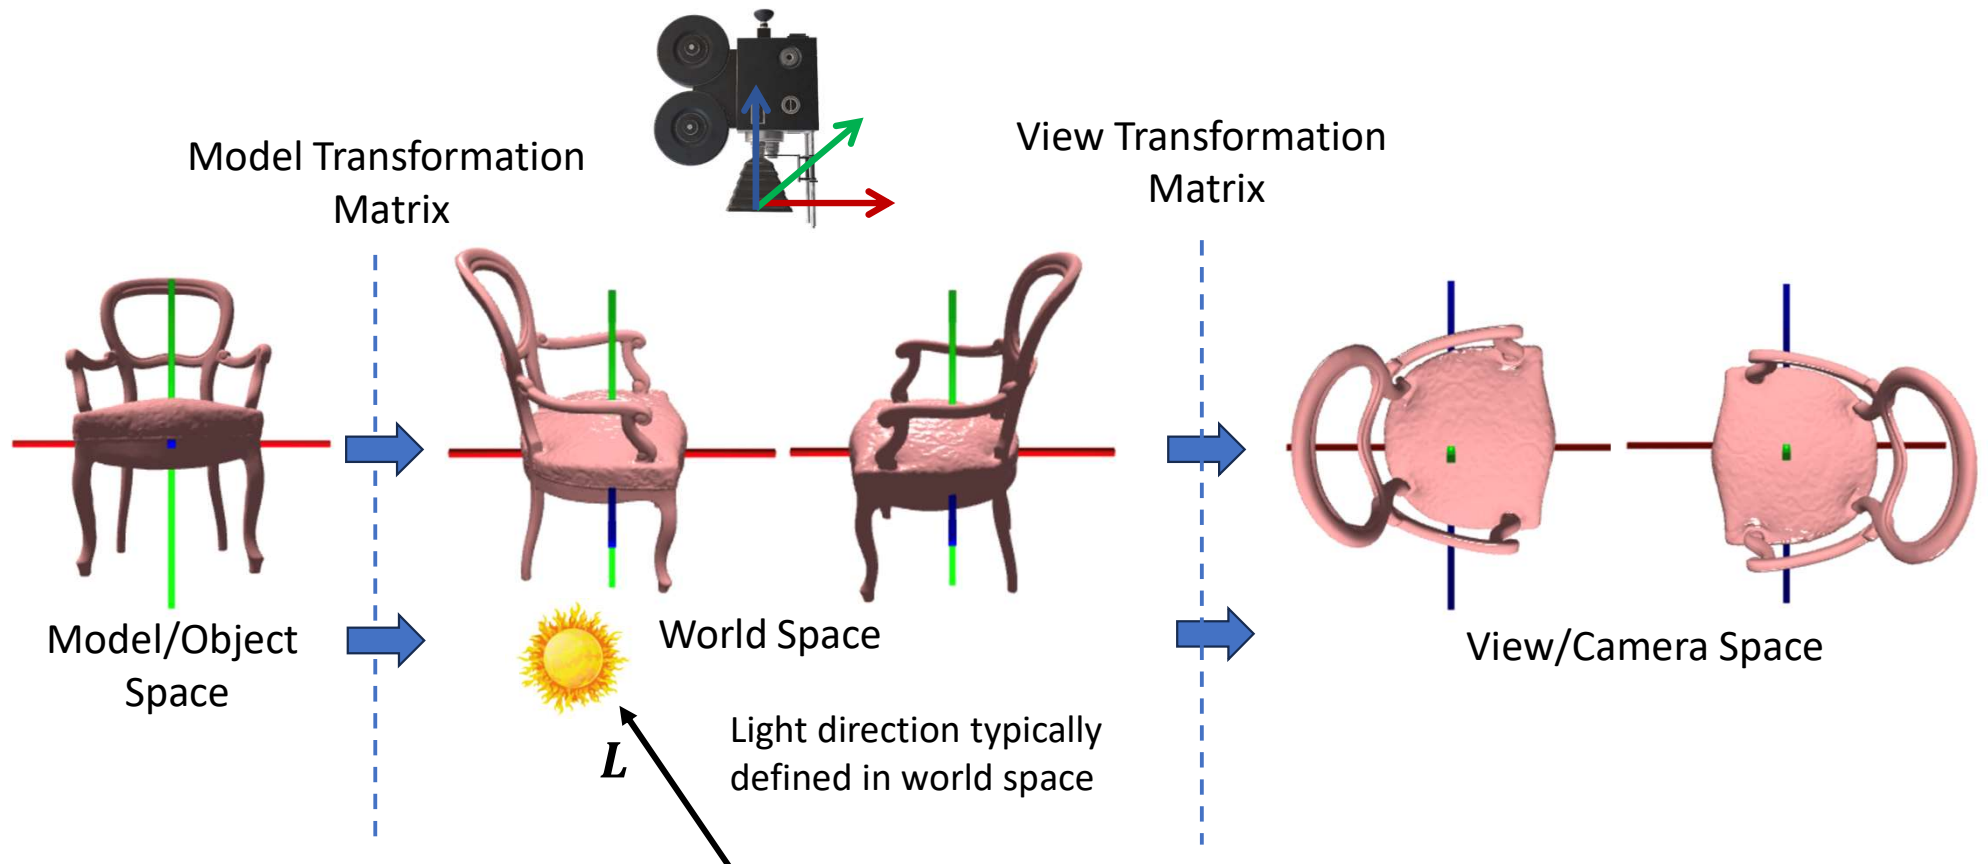 Model Transformation
Matrix
View Transformation
Matrix
Model/Object
Space
World Space
View/Camera Space
L
Light direction typically
defined in world space